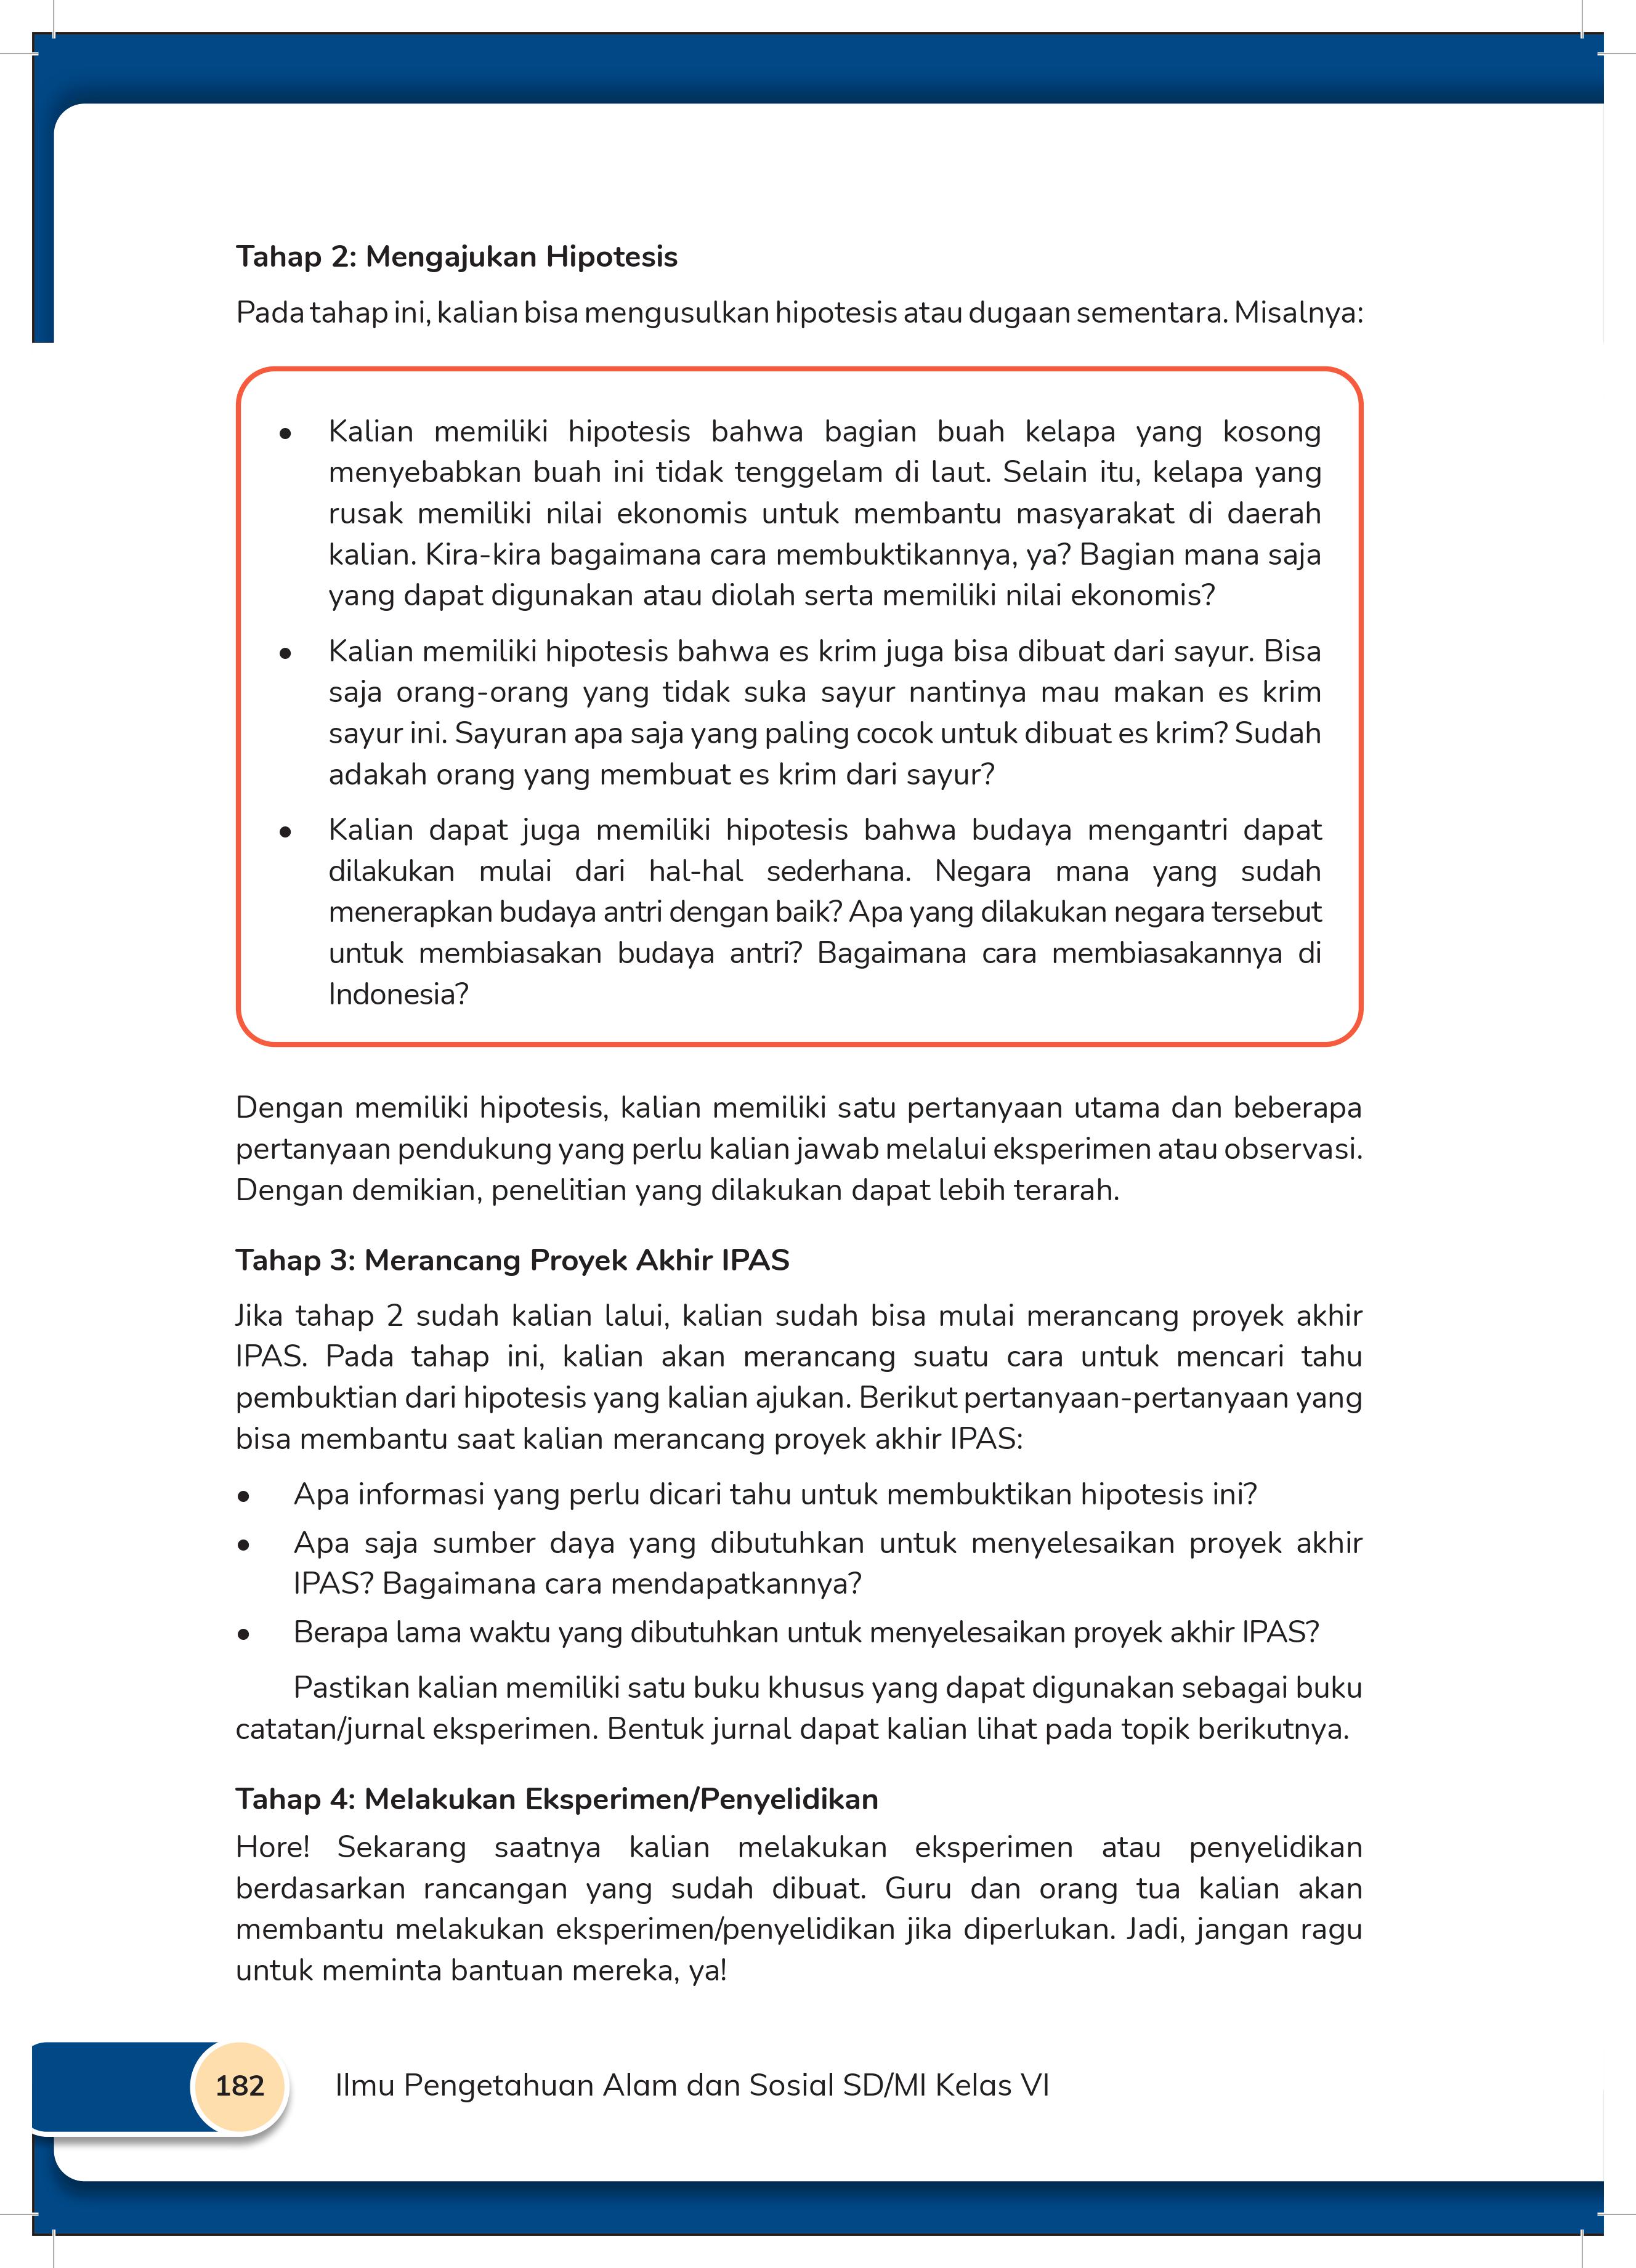 Tahap 2: Mengajukan Hipotesis
Pada tahap ini, kalian bisa mengusulkan hipotesis atau dugaan sementara. Misalnya:
• Kalian memiliki hipotesis bahwa bagian buah kelapa yang kosong
menyebabkan buah ini tidak tenggelam di laut. Selain itu, kelapa yang
rusak memiliki nilai ekonomis untuk membantu masyarakat di daerah
kalian. Kira-kira bagaimana cara membuktikannya, ya? Bagian mana saja
yang dapat digunakan atau diolah serta memiliki nilai ekonomis?
• Kalian memiliki hipotesis bahwa es krim juga bisa dibuat dari sayur. Bisa
saja orang-orang yang tidak suka sayur nantinya mau makan es krim
sayur ini. Sayuran apa saja yang paling cocok untuk dibuat es krim? Sudah
adakah orang yang membuat es krim dari sayur?
• Kalian dapat juga memiliki hipotesis bahwa budaya mengantri dapat
dilakukan mulai dari hal-hal sederhana. Negara mana yang sudah
menerapkan budaya antri dengan baik? Apa yang dilakukan negara tersebut
untuk membiasakan budaya antri? Bagaimana cara membiasakannya di
Indonesia?
Dengan memiliki hipotesis, kalian memiliki satu pertanyaan utama dan beberapa
pertanyaan pendukung yang perlu kalian jawab melalui eksperimen atau observasi.
Dengan demikian, penelitian yang dilakukan dapat lebih terarah.
Tahap 3: Merancang Proyek Akhir IPAS
Jika tahap 2 sudah kalian lalui, kalian sudah bisa mulai merancang proyek akhir
IPAS. Pada tahap ini, kalian akan merancang suatu cara untuk mencari tahu
pembuktian dari hipotesis yang kalian ajukan. Berikut pertanyaan-pertanyaan yang
bisa membantu saat kalian merancang proyek akhir IPAS:
• Apa informasi yang perlu dicari tahu untuk membuktikan hipotesis ini?
• Apa saja sumber daya yang dibutuhkan untuk menyelesaikan proyek akhir
IPAS? Bagaimana cara mendapatkannya?
• Berapa lama waktu yang dibutuhkan untuk menyelesaikan proyek akhir IPAS?
Pastikan kalian memiliki satu buku khusus yang dapat digunakan sebagai buku
catatan/jurnal eksperimen. Bentuk jurnal dapat kalian lihat pada topik berikutnya.
Tahap 4: Melakukan Eksperimen/Penyelidikan
Hore! Sekarang saatnya kalian melakukan eksperimen atau penyelidikan
berdasarkan rancangan yang sudah dibuat. Guru dan orang tua kalian akan
membantu melakukan eksperimen/penyelidikan jika diperlukan. Jadi, jangan ragu
untuk meminta bantuan mereka, ya!
182 Ilmu Pengetahuan Alam dan Sosial SD/MI Kelas VI